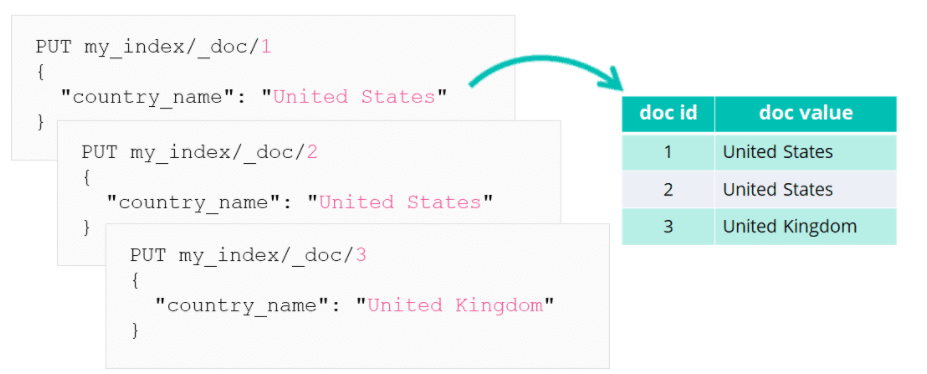 PUT my_index/_doc/1
{
  "country_name": "United States"
}
PUT my_index/_doc/2
{
  "country_name": "United States"
}
PUT my_index/_doc/3
{
  "country_name": "United Kingdom"
}
doc id doc value
1 United States
2 United States
3 United Kingdom